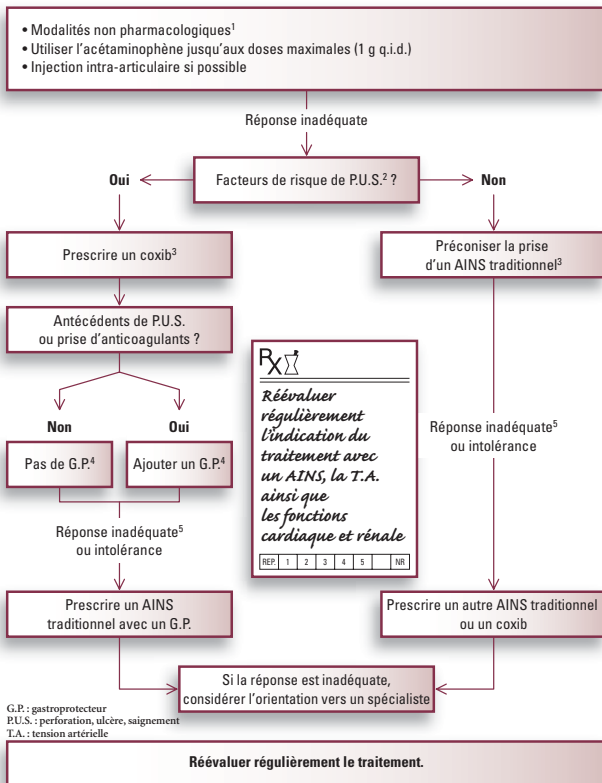 • Modalités non pharmacologiques¹
• Utiliser l'acétaminophène jusqu'aux doses maximales (1 g q.i.d.)
• Injection intra-articulaire si possible
Réponse inadéquate
Facteurs de risque de P.U.S.² ?
Oui
Non
Prescrire un coxib³
Préconiser la prise
d'un AINS traditionnel³
Antécédents de P.U.S.
ou prise d'anticoagulants ?
Non
Oui
Pas de G.P.⁴
Ajouter un G.P.⁴
Réponse inadéquate⁵
ou intolérance
Rx
Réévaluer
régulièrement
l'indication du
traitement avec
un AINS, la T.A.
ainsi que
les fonctions
cardiaque et rénale
REP. 1 2 3 4 5 NR
Réponse inadéquate⁵
ou intolérance
Prescrire un AINS
traditionnel avec un G.P.
Prescrire un autre AINS traditionnel
ou un coxib
Si la réponse est inadéquate,
considérer l'orientation vers un spécialiste
G.P. : gastroprotecteur
P.U.S. : perforation, ulcère, saignement
T.A. : tension artérielle
Réévaluer régulièrement le traitement.